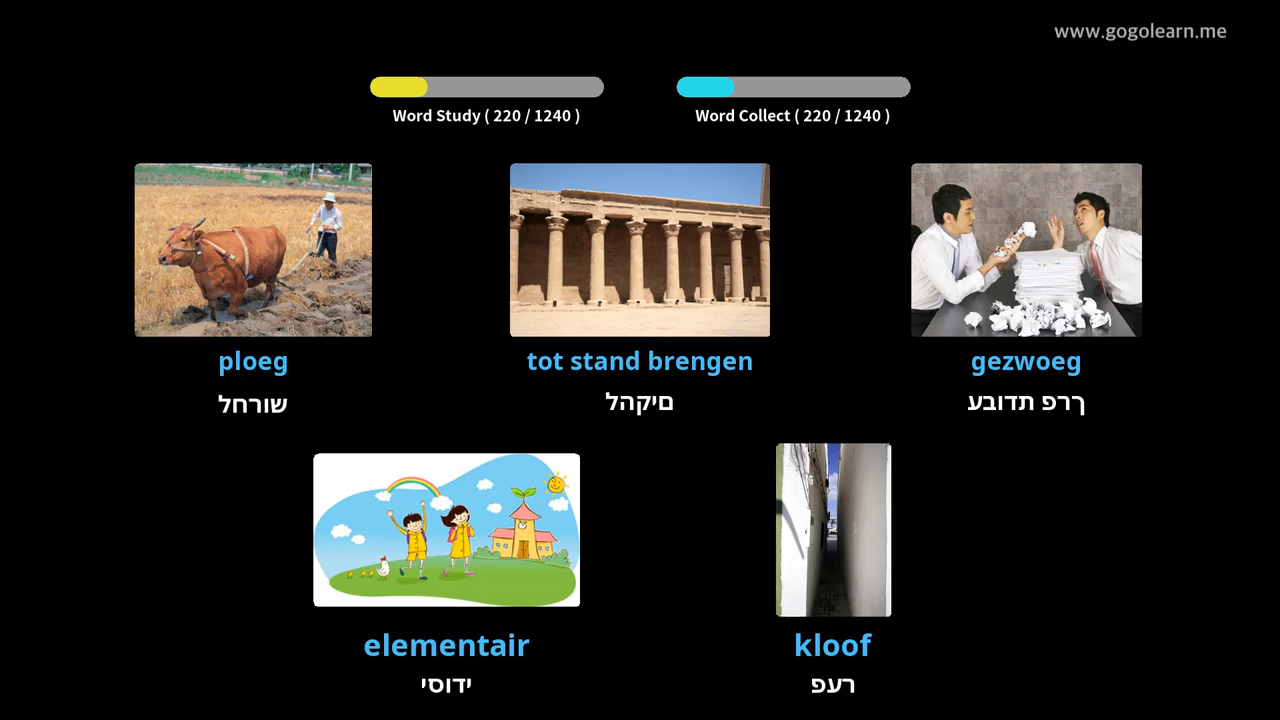 www.gogolearn.me
Word Study ( 220 / 1240 )
Word Collect ( 220 / 1240 )
ploeg
שורחל
tot stand brengen
םיקהל
gezwoeg
ךרפ תדובע
elementair
ידוסי
kloof
רעפ